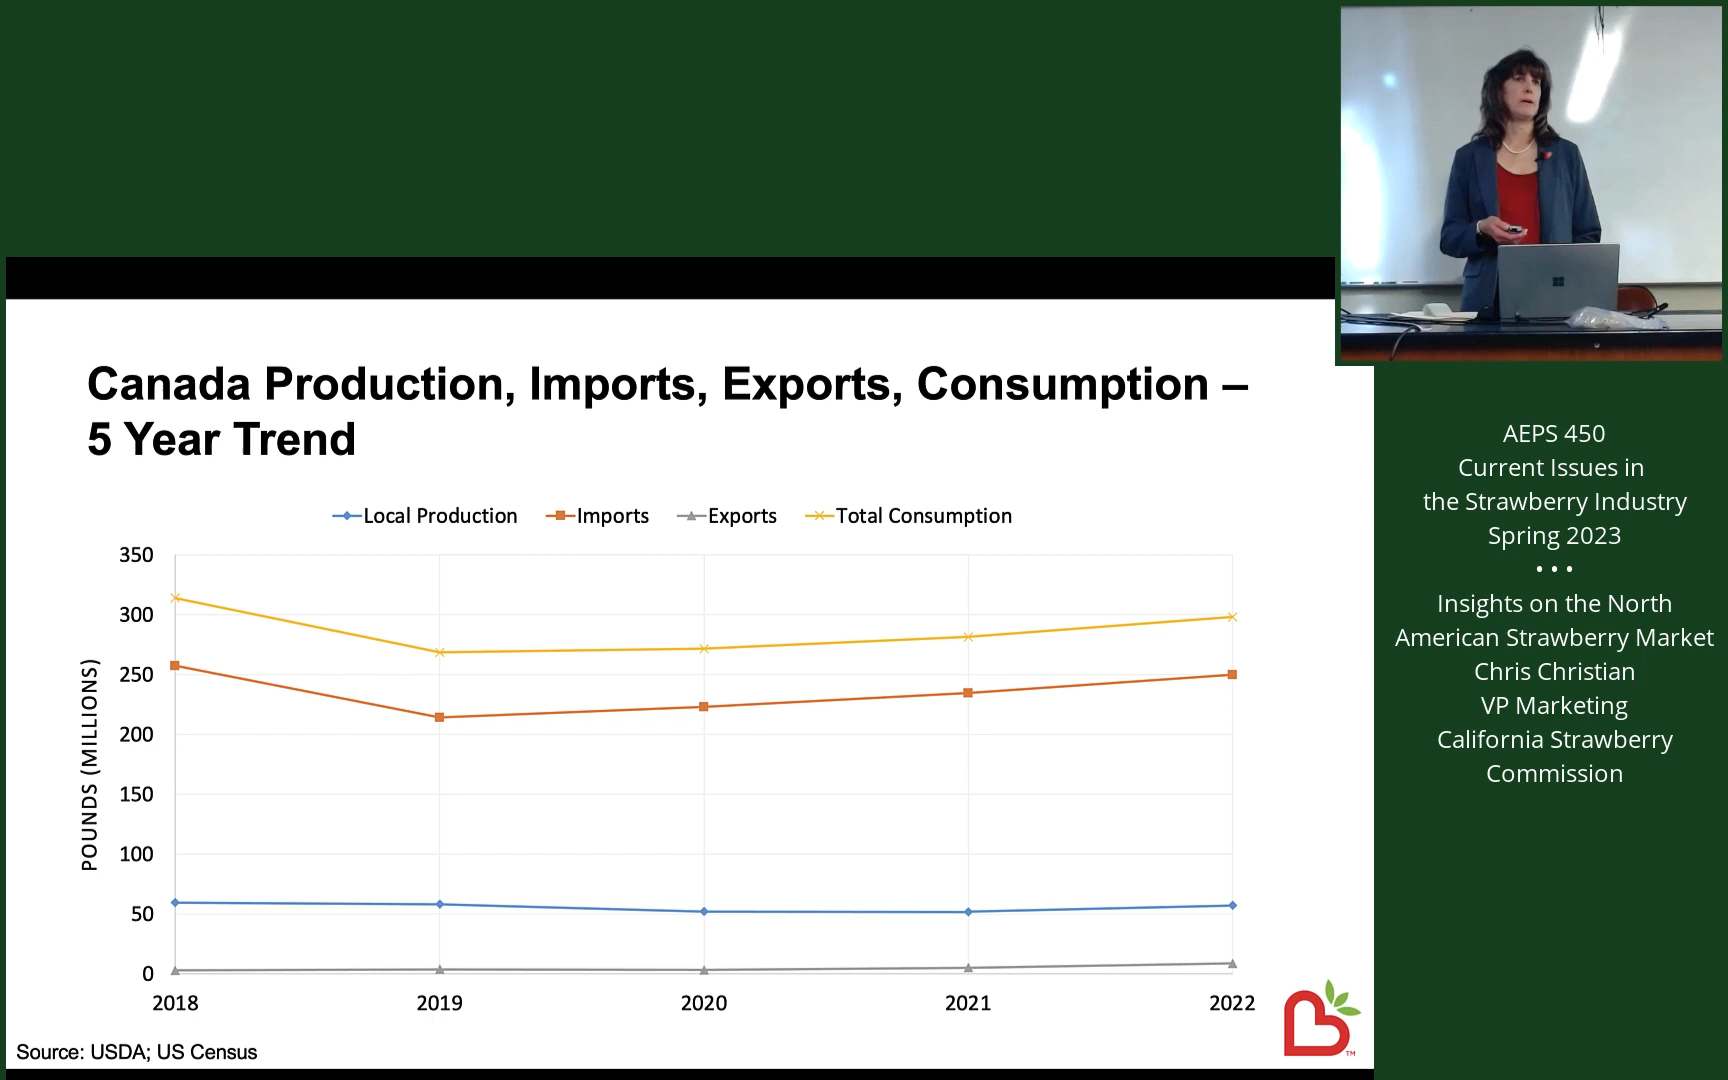 Canada Production, Imports, Exports, Consumption –
5 Year Trend
Local Production Imports Exports Total Consumption
350
300
250
200
150
100
50
0
POUNDS (MILLIONS)
2018 2019 2020 2021 2022
Source: USDA; US Census
TM
AEPS 450
Current Issues in
the Strawberry Industry
Spring 2023
• • •
Insights on the North
American Strawberry Market
Chris Christian
VP Marketing
California Strawberry
Commission